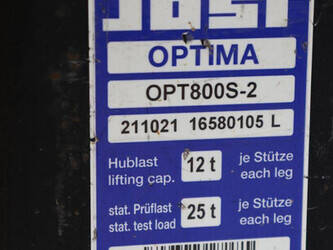 JOST
OPTIMA
OPT800S-2
211021 16580105 L
Hublast 12 t je Stütze
lifting cap. each leg
stat. Prüflast 25 t je Stütze
stat. test load each leg